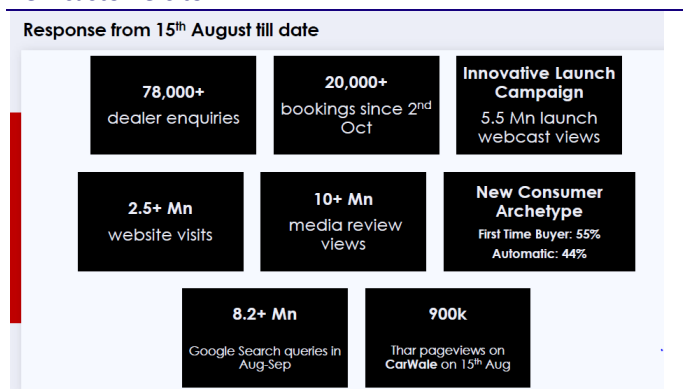 Response from 15th August till date
78,000+
dealer enquiries
20,000+
bookings since 2nd
Oct
Innovative Launch
Campaign
5.5 Mn launch
webcast views
2.5+ Mn
website visits
10+ Mn
media review
views
New Consumer
Archetype
First Time Buyer: 55%
Automatic: 44%
8.2+ Mn
Google Search queries in
Aug-Sep
900k
Thar pageviews on
CarWale on 15th Aug